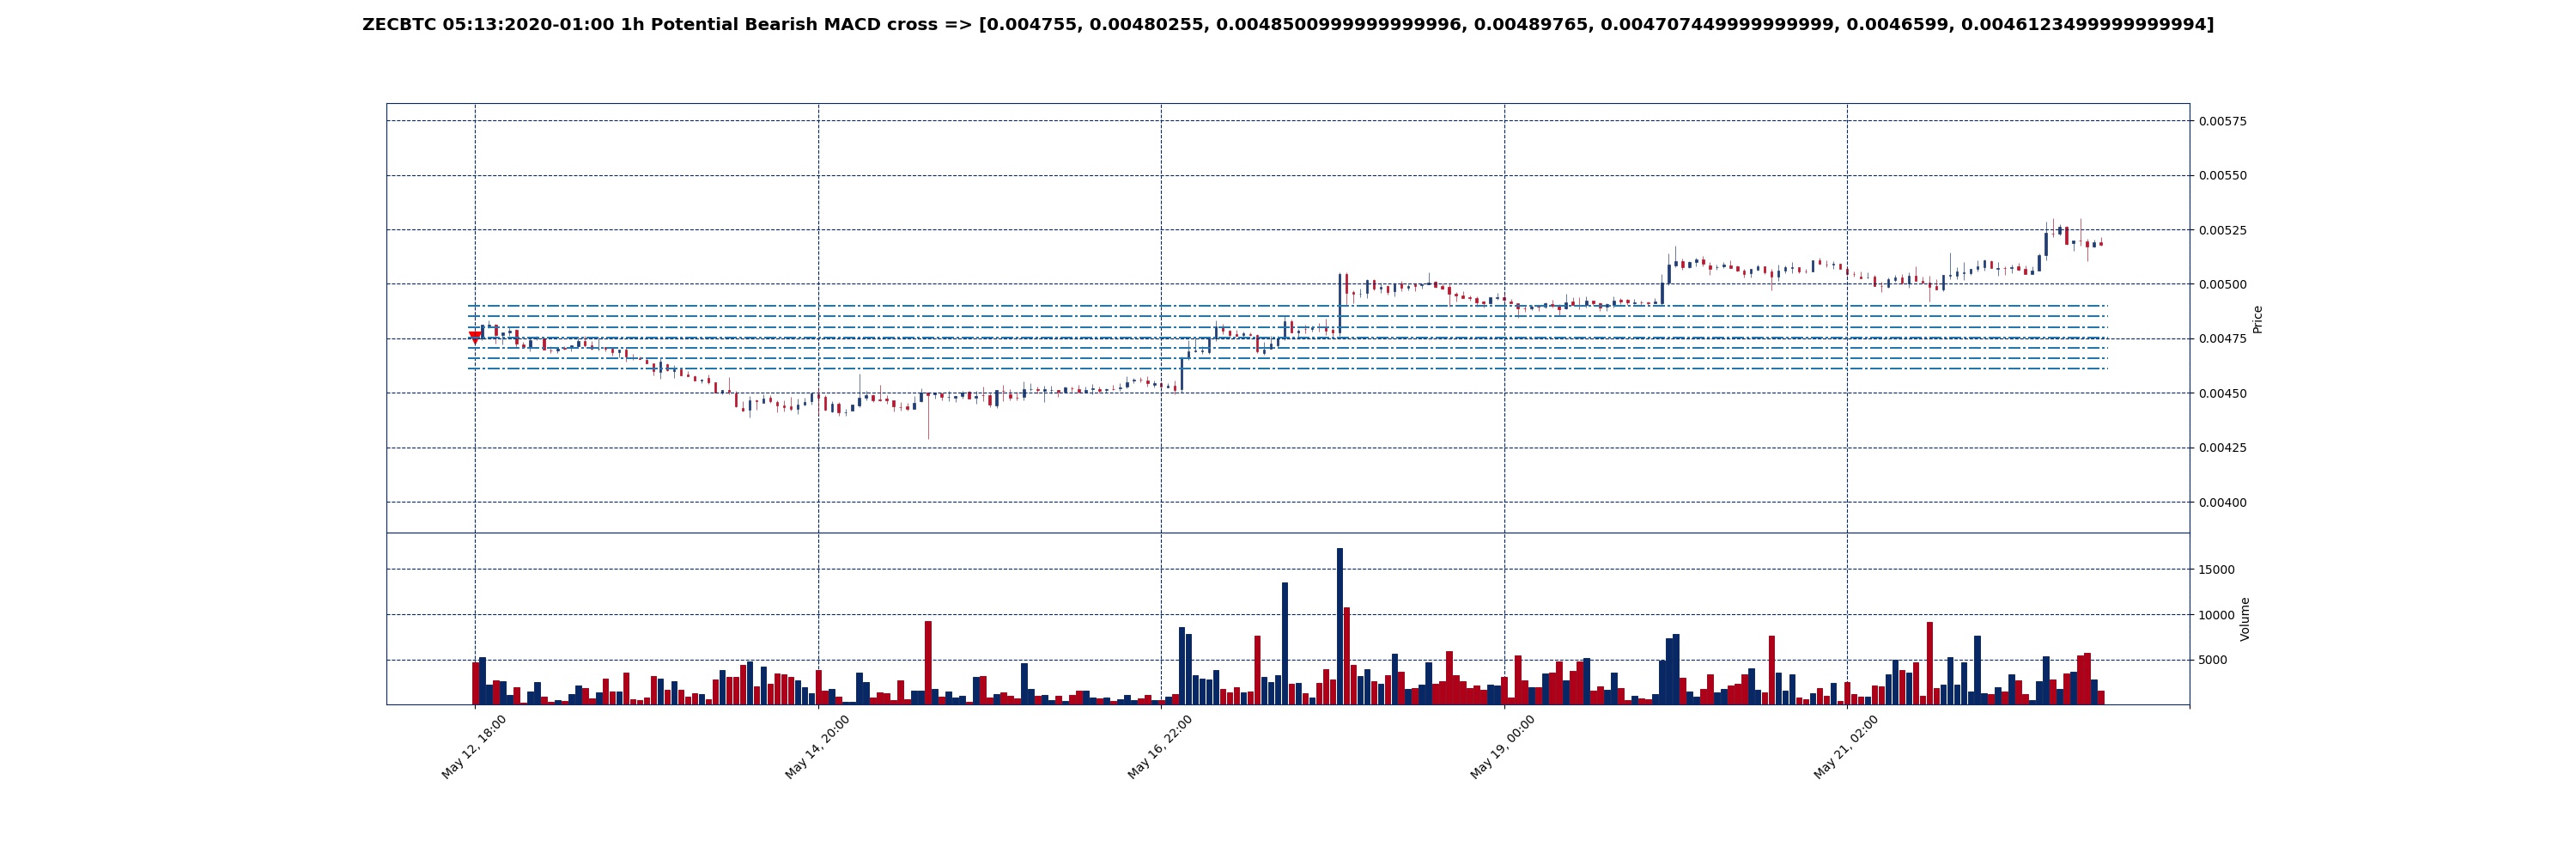 ZECBTC 05:13:2020-01:00 1h Potential Bearish MACD cross => [0.004755, 0.00480255, 0.0048500999999999996, 0.00489765, 0.004707449999999999, 0.0046599, 0.0046123499999999994]
0.00575
0.00550
0.00525
0.00500
0.00475
0.00450
0.00425
0.00400
Price
15000
10000
5000
Volume
May 12, 18:00
May 14, 20:00
May 16, 22:00
May 19, 00:00
May 21, 02:00